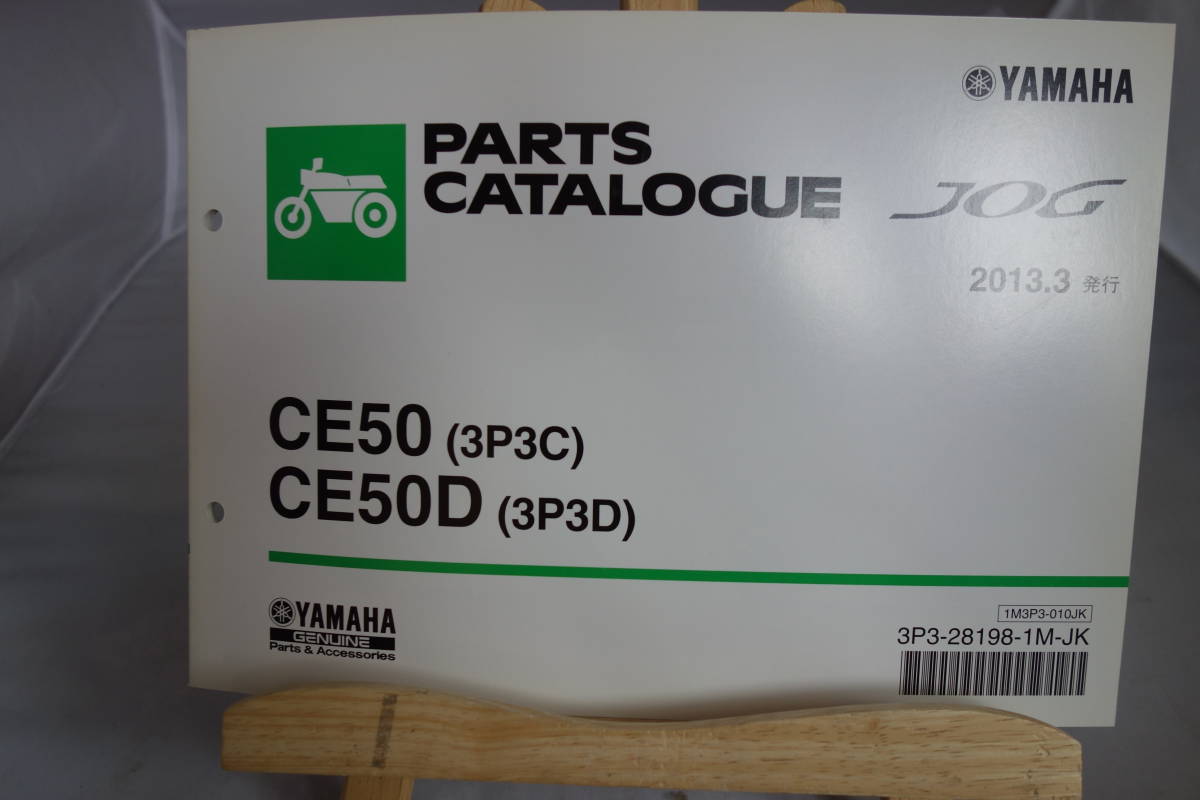 YAMAHA
PARTS
CATALOGUE
JOG
2013.3 発行
CE50 (3P3C)
CE50D (3P3D)
YAMAHA
GENUINE
Parts & Accessories
1M3P3-010JK
3P3-28198-1M-JK